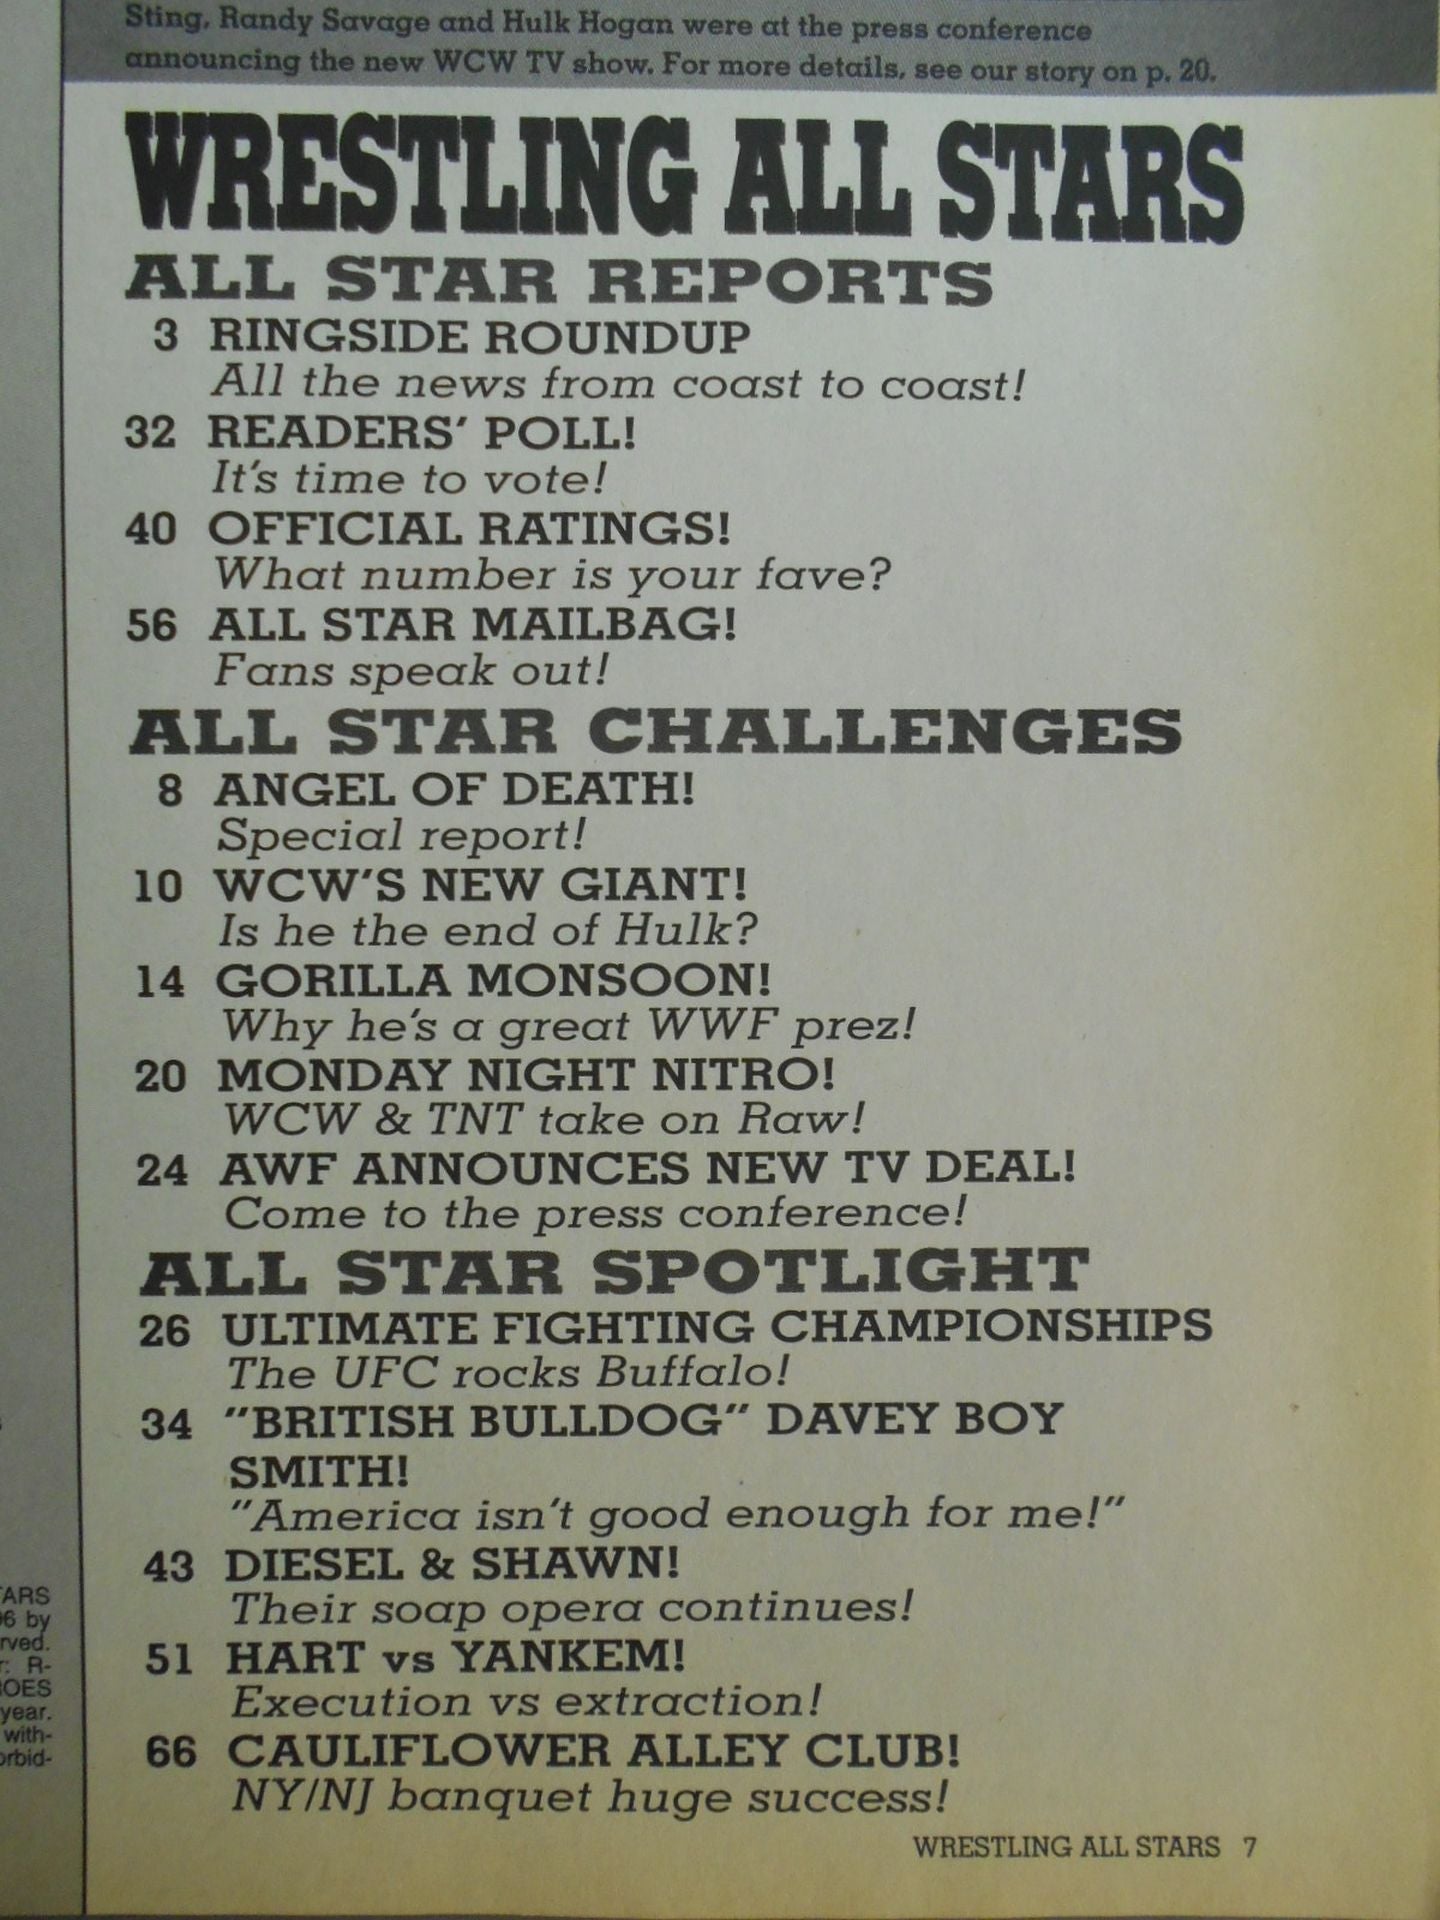 Sting, Randy Savage and Hulk Hogan were at the press conference
announcing the new WCW TV show. For more details, see our story on p. 20.
WRESTLING ALL STARS
ALL STAR REPORTS
3 RINGSIDE ROUNDUP
All the news from coast to coast!
32 READERS' POLL!
It's time to vote!
40 OFFICIAL RATINGS!
What number is your fave?
56 ALL STAR MAILBAG!
Fans speak out!
ALL STAR CHALLENGES
8 ANGEL OF DEATH!
Special report!
10 WCW'S NEW GIANT!
Is he the end of Hulk?
14 GORILLA MONSOON!
Why he's a great WWF prez!
20 MONDAY NIGHT NITRO!
WCW & TNT take on Raw!
24 AWF ANNOUNCES NEW TV DEAL!
Come to the press conference!
ALL STAR SPOTLIGHT
26 ULTIMATE FIGHTING CHAMPIONSHIPS
The UFC rocks Buffalo!
34 "BRITISH BULLDOG" DAVEY BOY
SMITH!
"America isn't good enough for me!"
43 DIESEL & SHAWN!
Their soap opera continues!
51 HART vs YANKEM!
Execution vs extraction!
66 CAULIFLOWER ALLEY CLUB!
NY/NJ banquet huge success!
WRESTLING ALL STARS 7
by
year.
with-